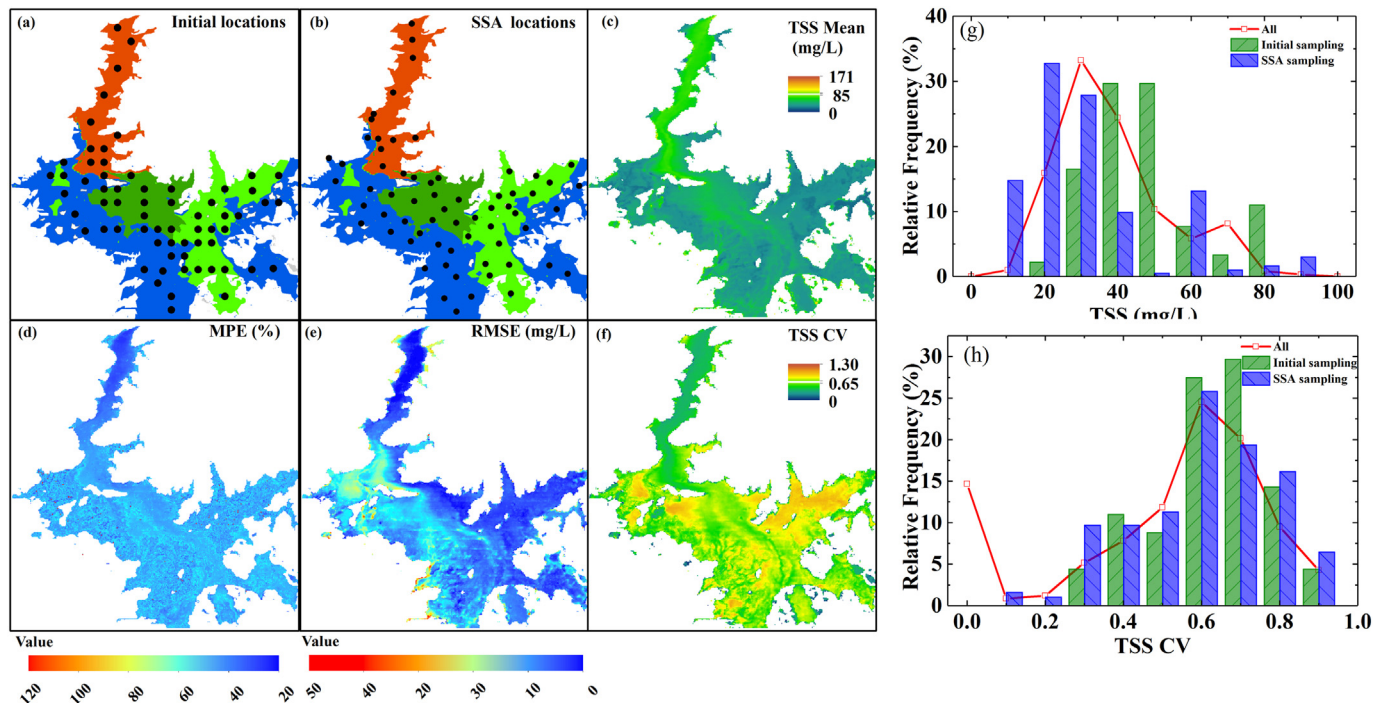 (a) Initial locations
(b) SSA locations
(c) TSS Mean
(mg/L)
171
85
0
(d) MPE (%)
(e) RMSE (mg/L)
(f) TSS CV
1.30
0.65
0
Value
120
100
80
60
40
20
Value
50
40
30
20
10
0
(g)
All
Initial sampling
SSA sampling
Relative Frequency (%)
40
30
20
10
0
0 20 40 60 80 100
TSS (mg/L)
(h)
All
Initial sampling
SSA sampling
Relative Frequency (%)
30
25
20
15
10
5
0
0.0 0.2 0.4 0.6 0.8 1.0
TSS CV